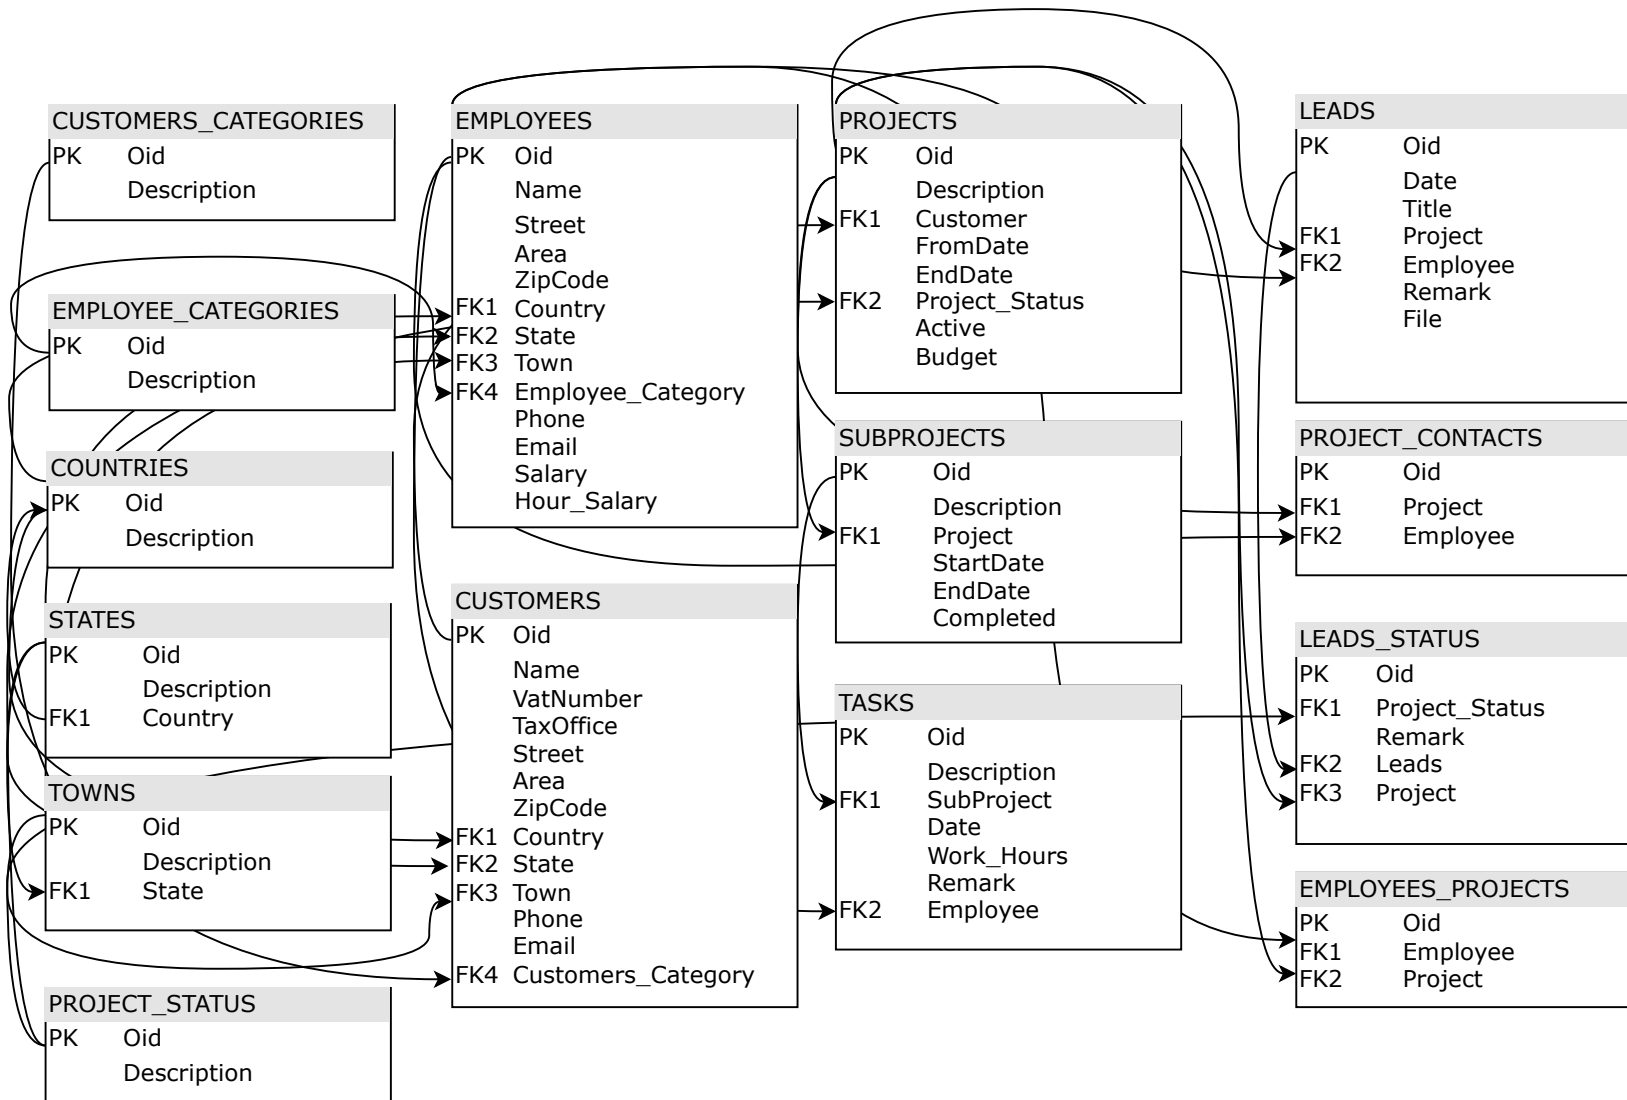 CUSTOMERS_CATEGORIES
PK Oid
Description
EMPLOYEE_CATEGORIES
PK Oid
Description
COUNTRIES
PK Oid
Description
STATES
PK Oid
Description
FK1 Country
TOWNS
PK Oid
Description
FK1 State
PROJECT_STATUS
PK Oid
Description
EMPLOYEES
PK Oid
Name
Street
Area
ZipCode
FK1 Country
FK2 State
FK3 Town
FK4 Employee_Category
Phone
Email
Salary
Hour_Salary
CUSTOMERS
PK Oid
Name
VatNumber
TaxOffice
Street
Area
ZipCode
FK1 Country
FK2 State
FK3 Town
Phone
Email
FK4 Customers_Category
PROJECTS
PK Oid
Description
FK1 Customer
FromDate
EndDate
FK2 Project_Status
Active
Budget
SUBPROJECTS
PK Oid
Description
FK1 Project
StartDate
EndDate
Completed
TASKS
PK Oid
Description
FK1 SubProject
Date
Work_Hours
Remark
FK2 Employee
LEADS
PK Oid
Date
Title
FK1 Project
FK2 Employee
Remark
File
PROJECT_CONTACTS
PK Oid
FK1 Project
FK2 Employee
LEADS_STATUS
PK Oid
FK1 Project_Status
Remark
FK2 Leads
FK3 Project
EMPLOYEES_PROJECTS
PK Oid
FK1 Employee
FK2 Project